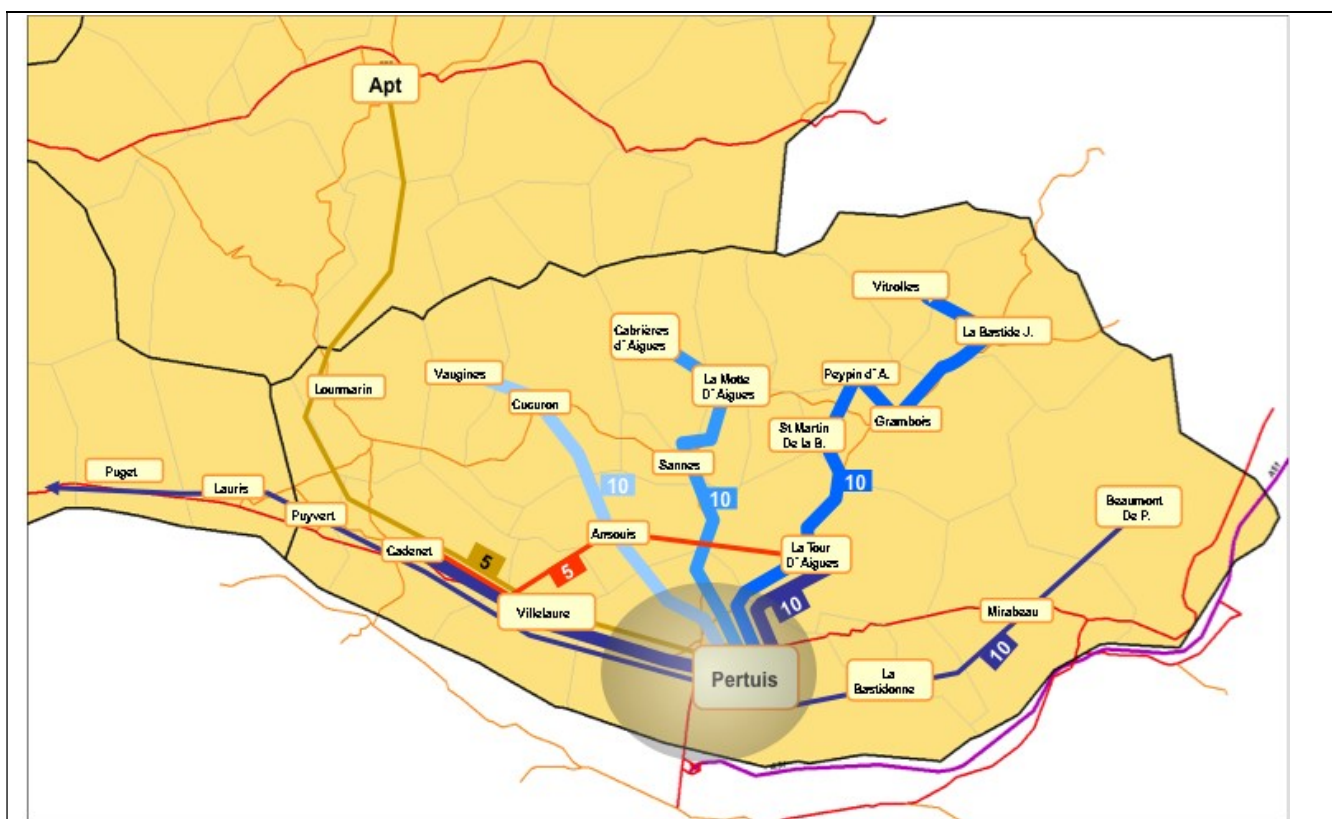 Apt
Vitrolles
La Bastide J.
Cabrières
d'Aigues
Vaugines
La Motte
D'Aigues
Peypin d'A.
Lourmarin
Cucuron
Grambois
St Martin
De la B.
Sannes
Puget
Lauris
10
10
10
Puyvert
Beaumont
De P.
A51
Ansouis
Cadenet
La Tour
D'Aigues
5
5
Villelaure
10
Mirabeau
10
Pertuis
La
Bastidonne